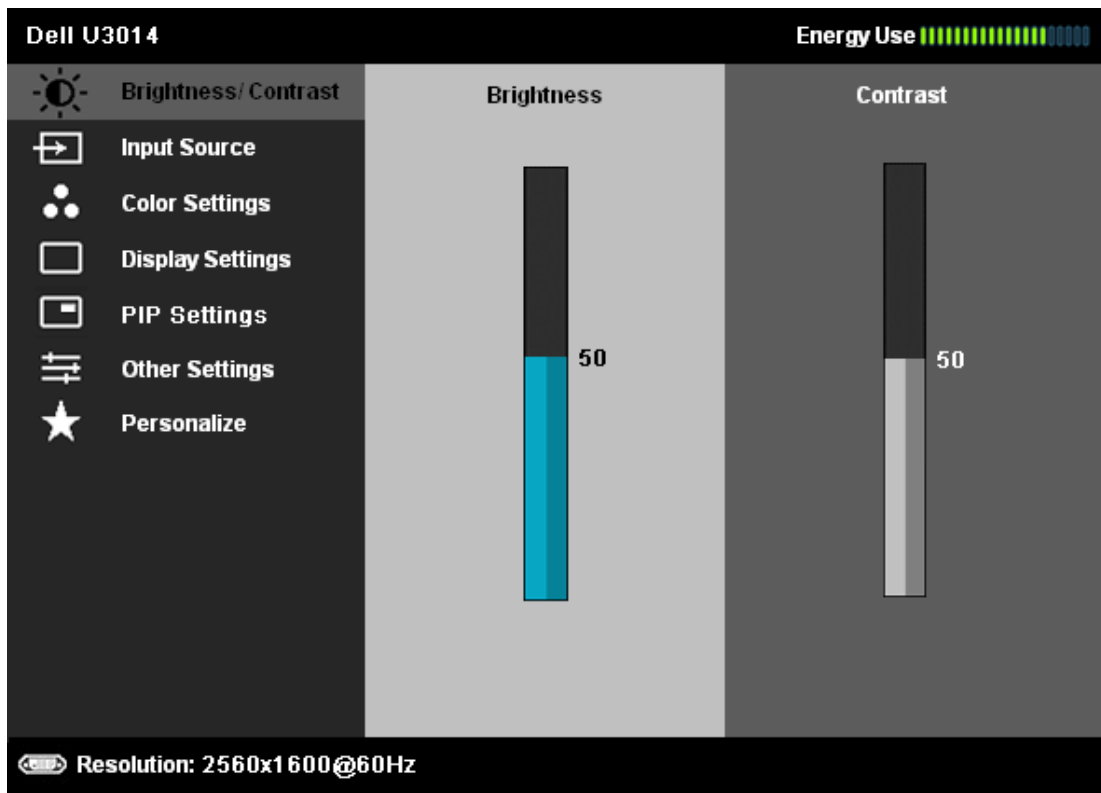 Dell U3014 Energy Use
Brightness/Contrast
Input Source
Color Settings
Display Settings
PIP Settings
Other Settings
Personalize
Brightness
50
Contrast
50
Resolution: 2560x1600@60Hz